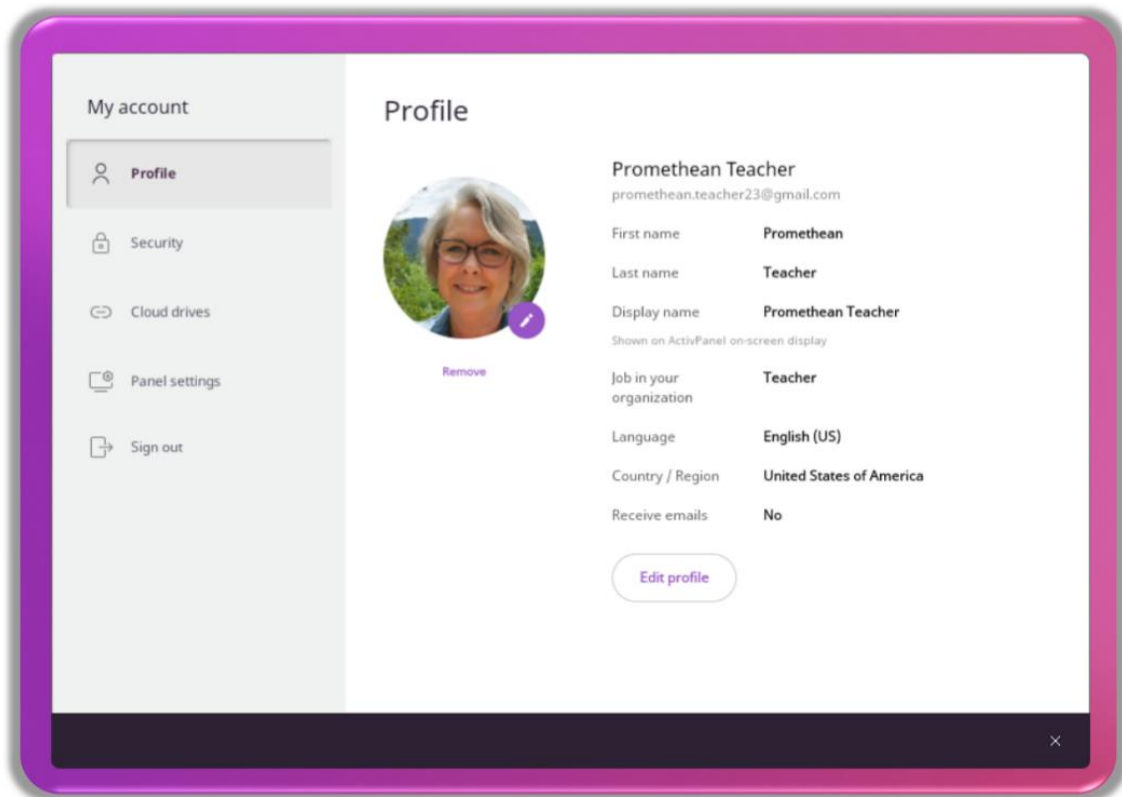 My account
Profile
Security
Cloud drives
Panel settings
Sign out
Profile
Remove
Promethean Teacher
promethean.teacher23@gmail.com
First name Promethean
Last name Teacher
Display name Promethean Teacher
Shown on ActivPanel on-screen display
Job in your
organization Teacher
Language English (US)
Country / Region United States of America
Receive emails No
Edit profile